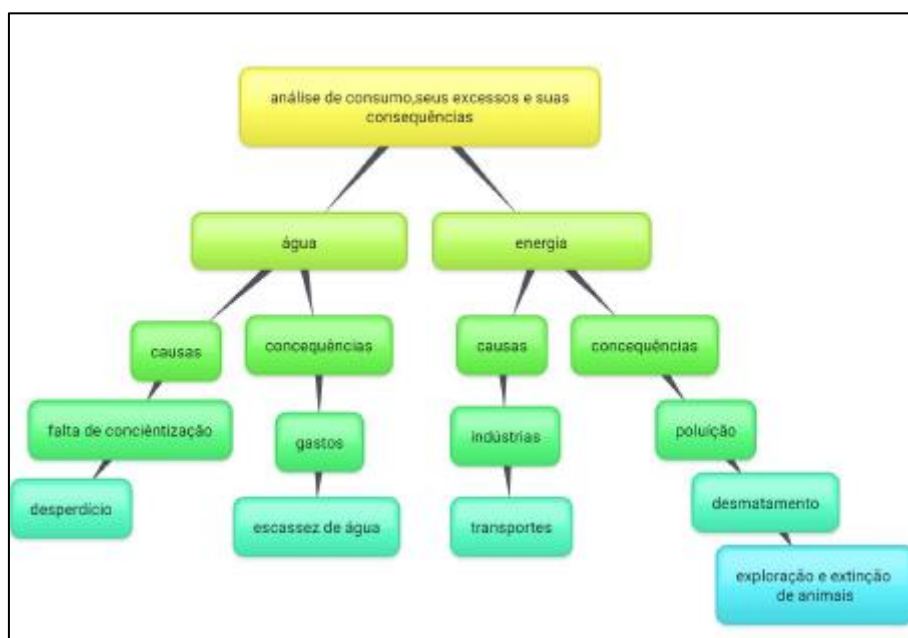 análise de consumo,seus excessos e suas
consequências
água
energia
causas
concequências
causas
concequências
falta de conciêntização
gastos
indústrias
poluição
desperdício
escassez de água
transportes
desmatamento
exploração e extinção
de animais